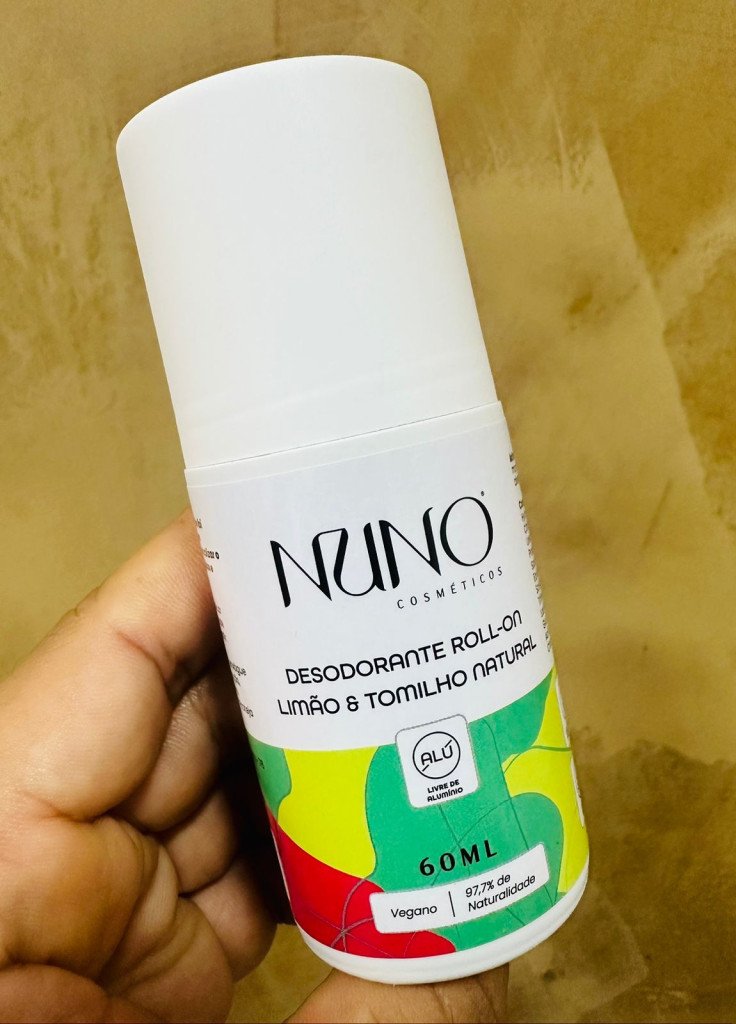 NUNO
COSMÉTICOS
DESODORANTE ROLL-ON
LIMÃO & TOMILHO NATURAL
ALÚ
LIVRE DE
ALUMÍNIO
60ML
Vegano
97,7% de
Naturalidade